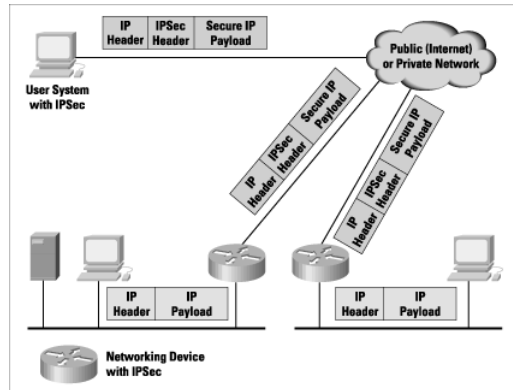 IP IPSec Secure IP
Header Header Payload
Public (Internet)
or Private Network
User System
with IPSec
IP
Header
IPSec
Header
Secure IP
Payload
IP
Header
IPSec
Header
Secure IP
Payload
IP IP
Header Payload
IP IP
Header Payload
Networking Device
with IPSec